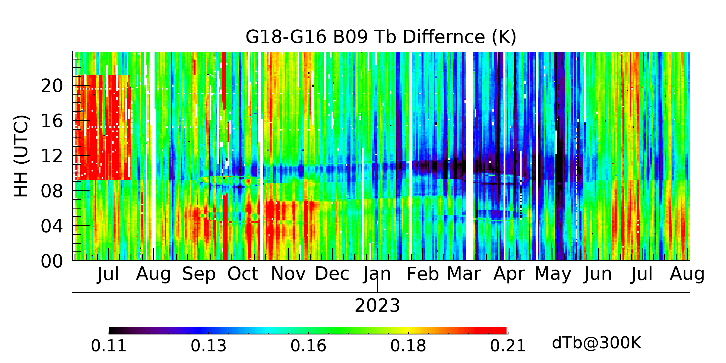 G18-G16 B09 Tb Differnce (K)
HH (UTC)
20
16
12
08
04
00
Jul Aug Sep Oct Nov Dec Jan Feb Mar Apr May Jun Jul Aug
2023
0.11 0.13 0.16 0.18 0.21 dTb@300K